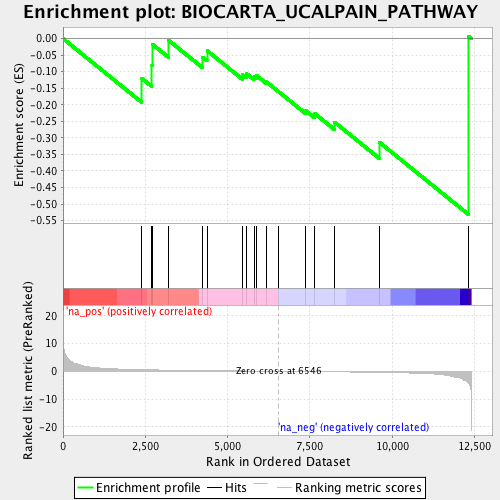 Enrichment plot: BIOCARTA_UCALPAIN_PATHWAY
Enrichment score (ES)
0.00
-0.05
-0.10
-0.15
-0.20
-0.25
-0.30
-0.35
-0.40
-0.45
-0.50
-0.55
'na_pos' (positively correlated)
Ranked list metric (PreRanked)
20
10
0
-10
-20
Zero cross at 6546
'na_neg' (negatively correlated)
0 2,500 5,000 7,500 10,000 12,500
Rank in Ordered Dataset
Enrichment profile Hits Ranking metric scores